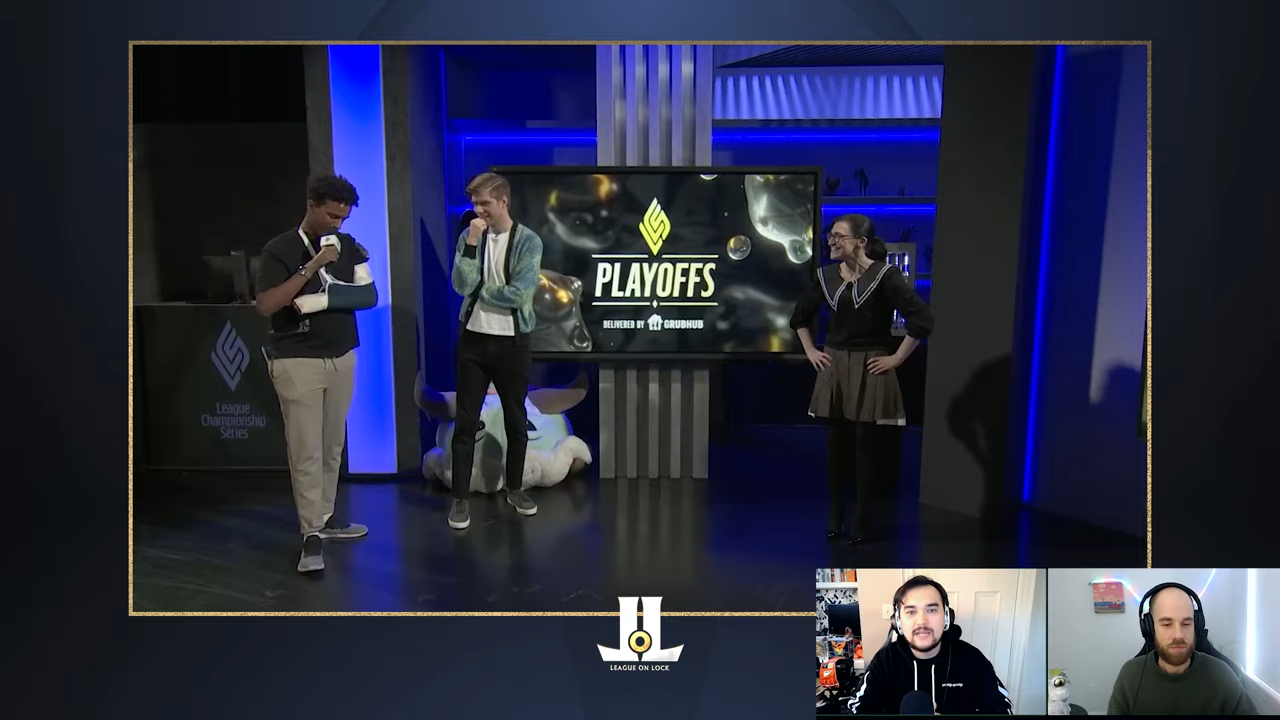 PLAYOFFS
DELIVERED BY GRUBHUB
League
Championship
Series
LEAGUE ON LOCK